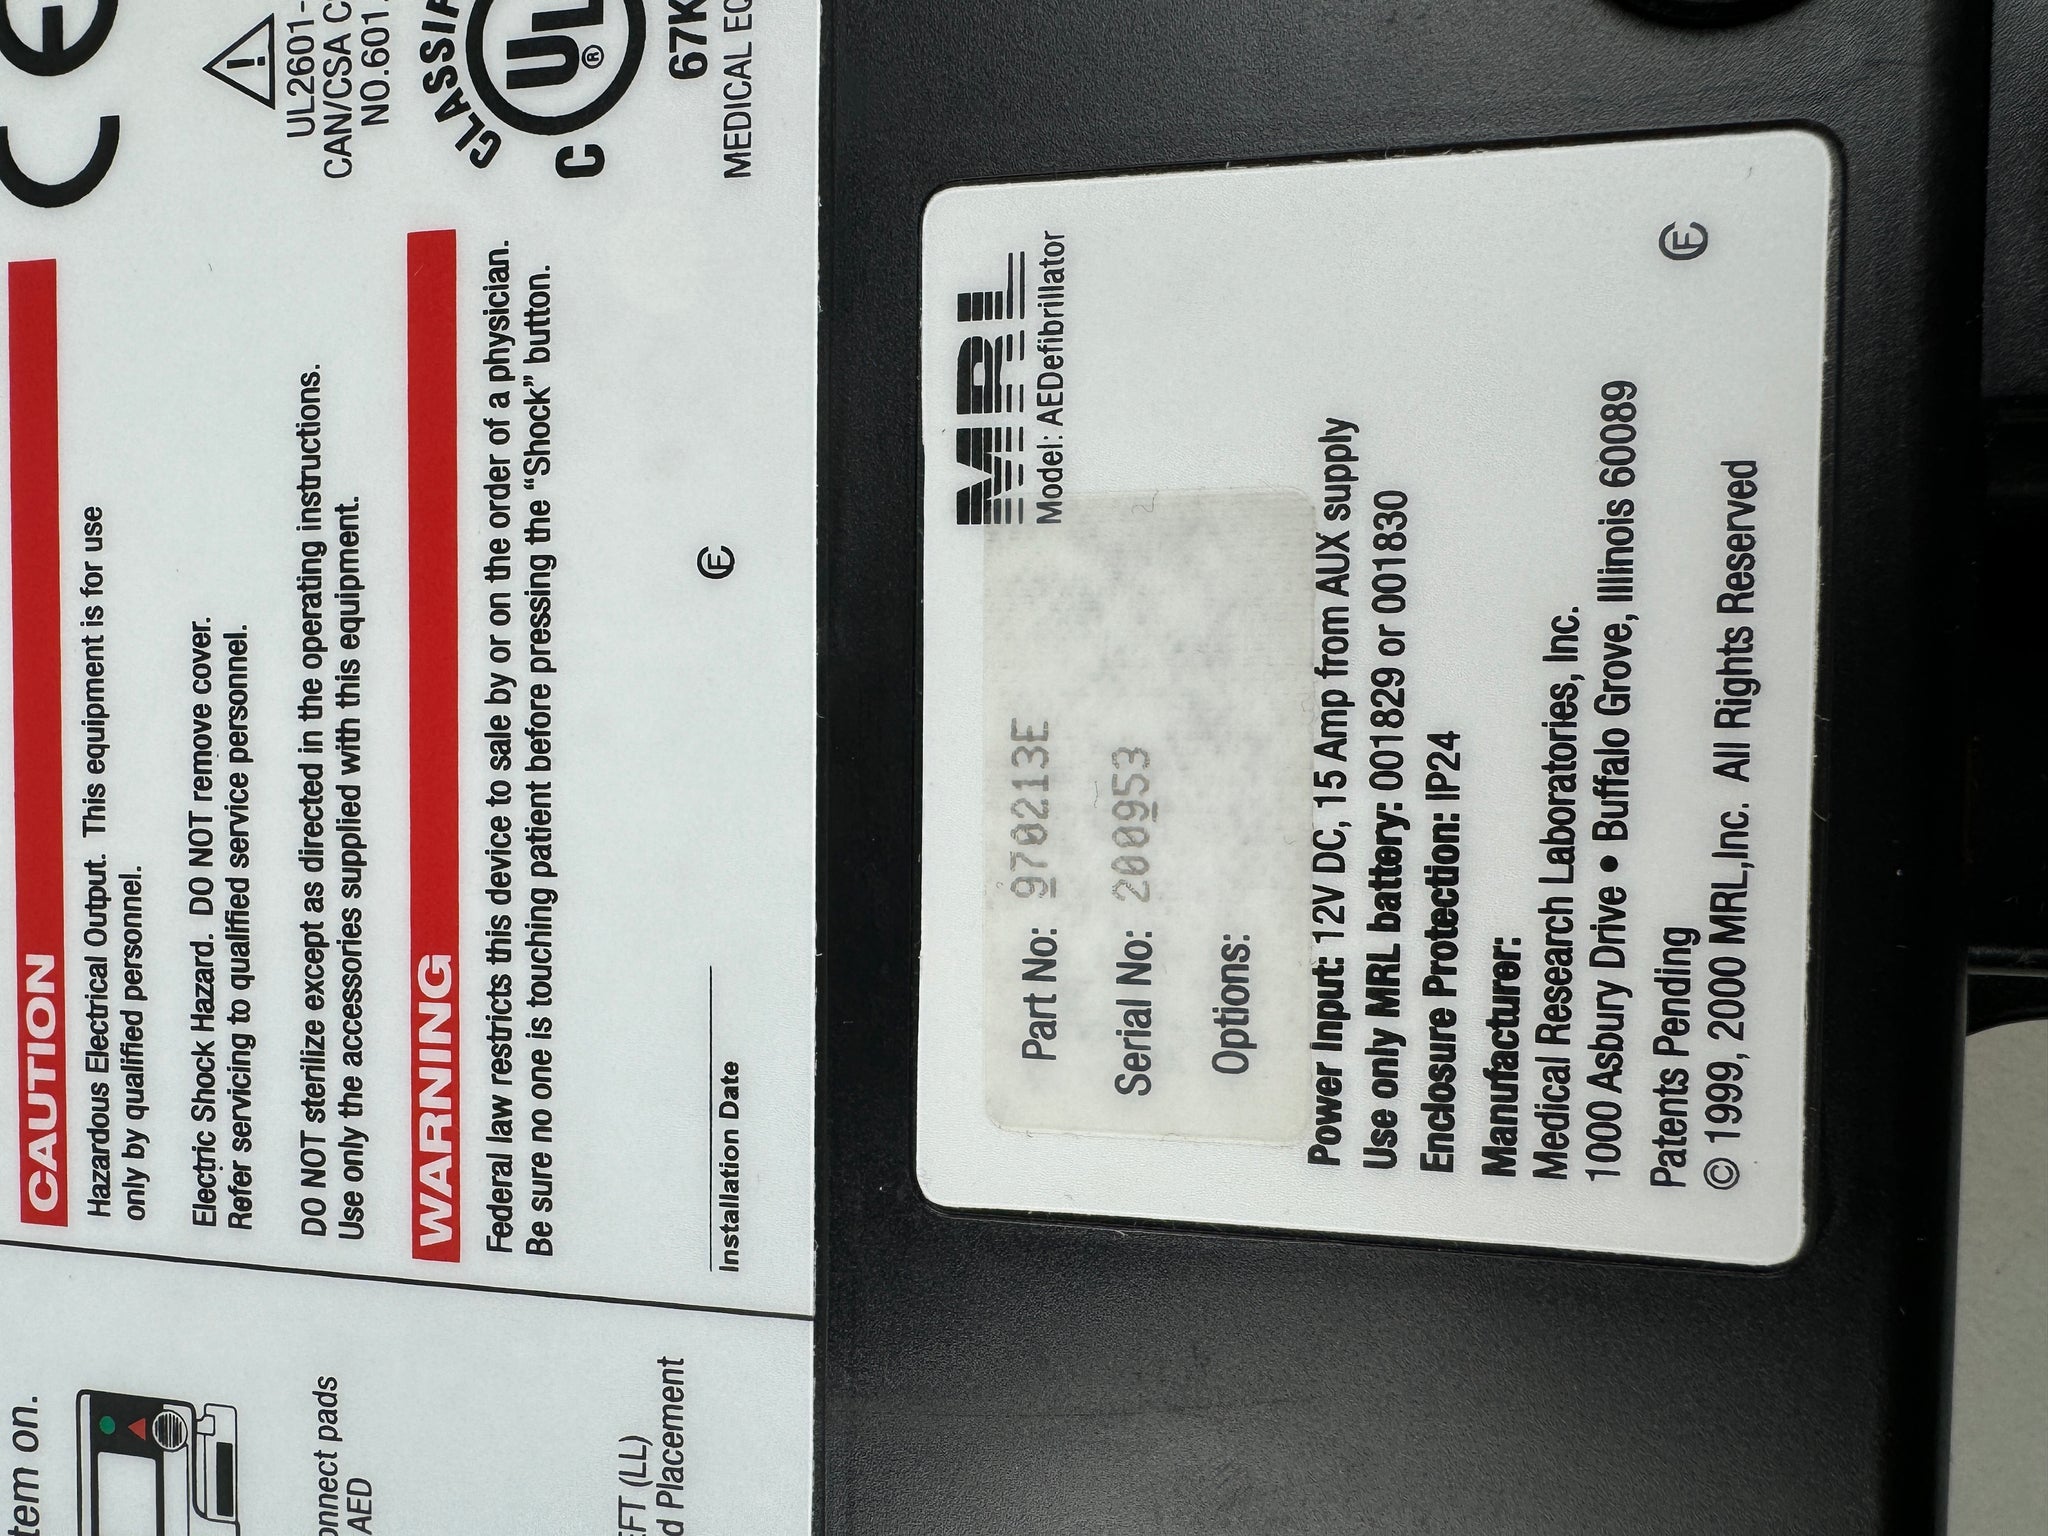 CE
UL2601-
CAN/CSA C
NO.601.
CLASSIF
UL®
C
67K
MEDICAL EQ
CAUTION
Hazardous Electrical Output. This equipment is for use
only by qualified personnel.
Electric Shock Hazard. DO NOT remove cover.
Refer servicing to qualified service personnel.
DO NOT sterilize except as directed in the operating instructions.
Use only the accessories supplied with this equipment.
WARNING
Federal law restricts this device to sale by or on the order of a physician.
Be sure no one is touching patient before pressing the “Shock” button.
Installation Date
tem on.
onnect pads
AED
EFT (LL)
d Placement
MRL
Model: AEDefibrillator
Part No: 970213E
Serial No: 200953
Options:
Power Input: 12V DC, 15 Amp from AUX supply
Use only MRL battery: 001829 or 001830
Enclosure Protection: IP24
Manufacturer:
Medical Research Laboratories, Inc.
1000 Asbury Drive • Buffalo Grove, Illinois 60089
Patents Pending
© 1999, 2000 MRL,Inc. All Rights Reserved